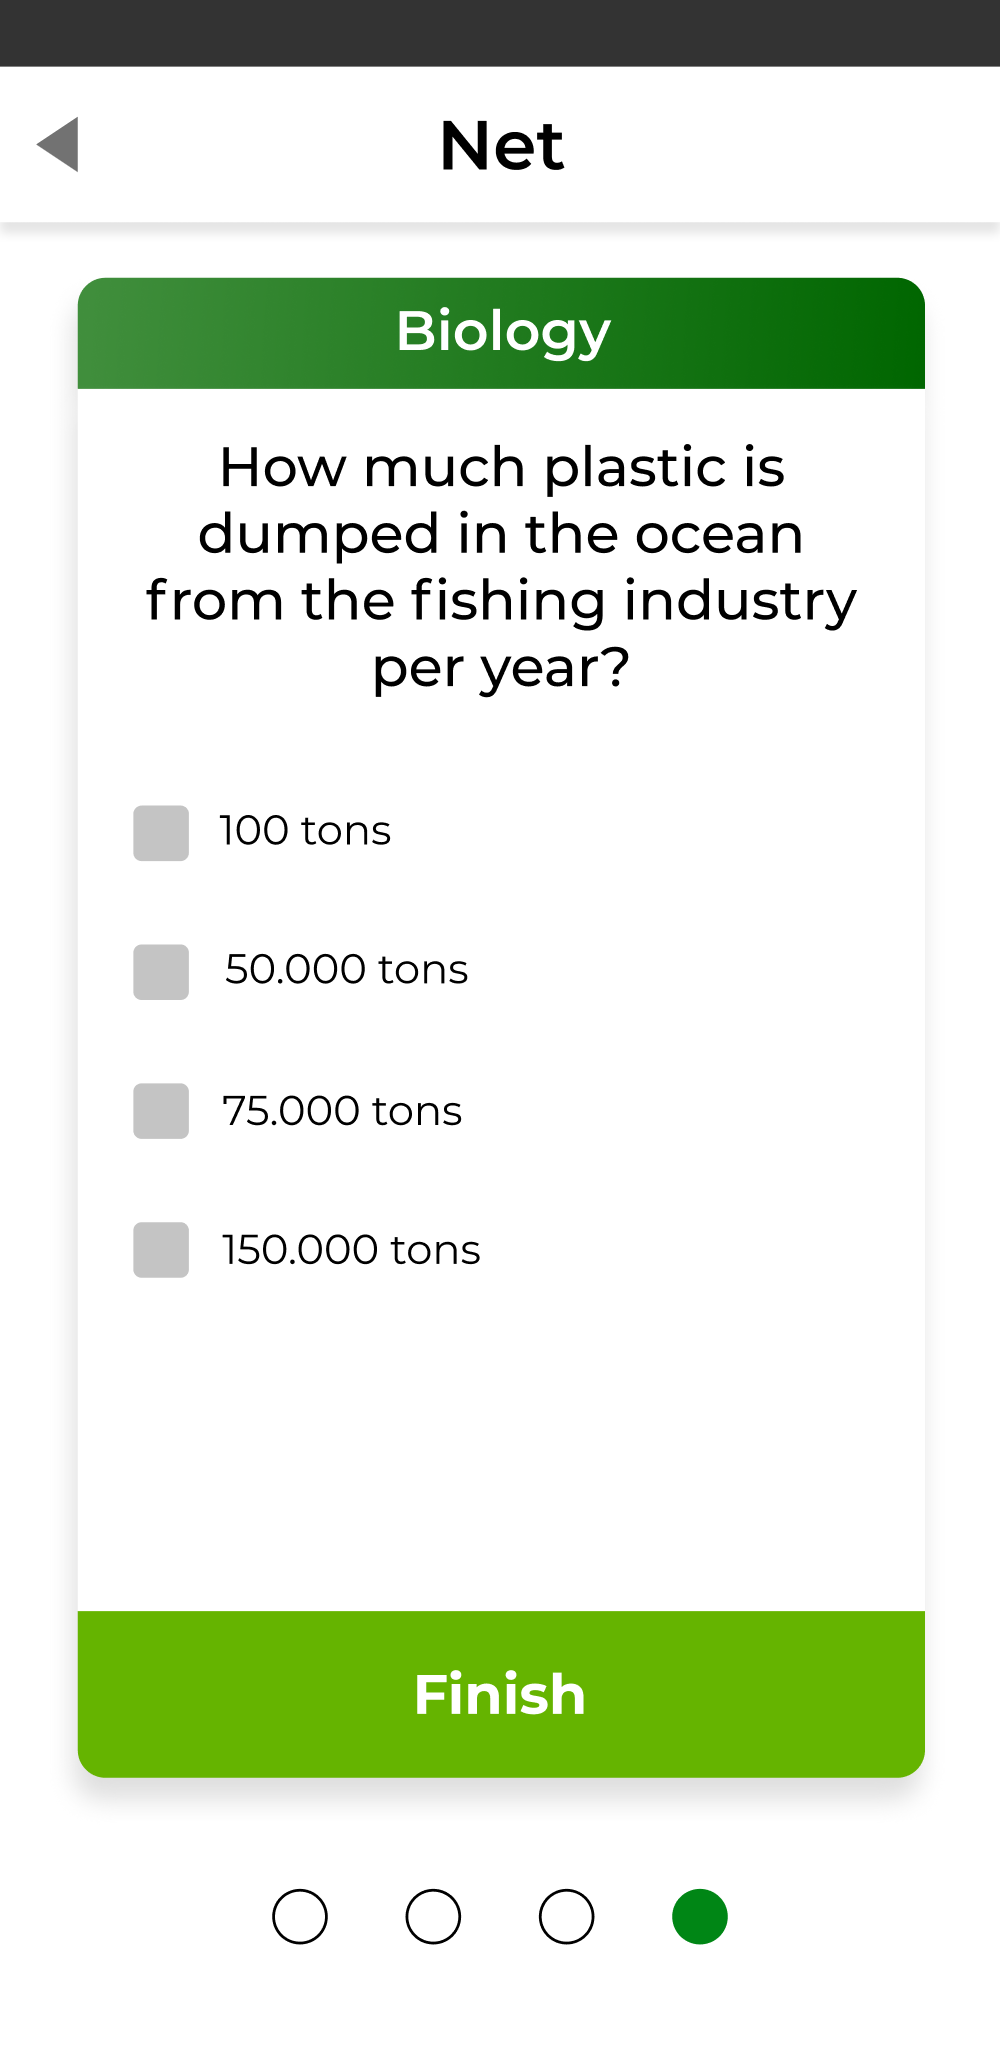 Net
Biology
How much plastic is
dumped in the ocean
from the fishing industry
per year?
100 tons
50.000 tons
75.000 tons
150.000 tons
Finish